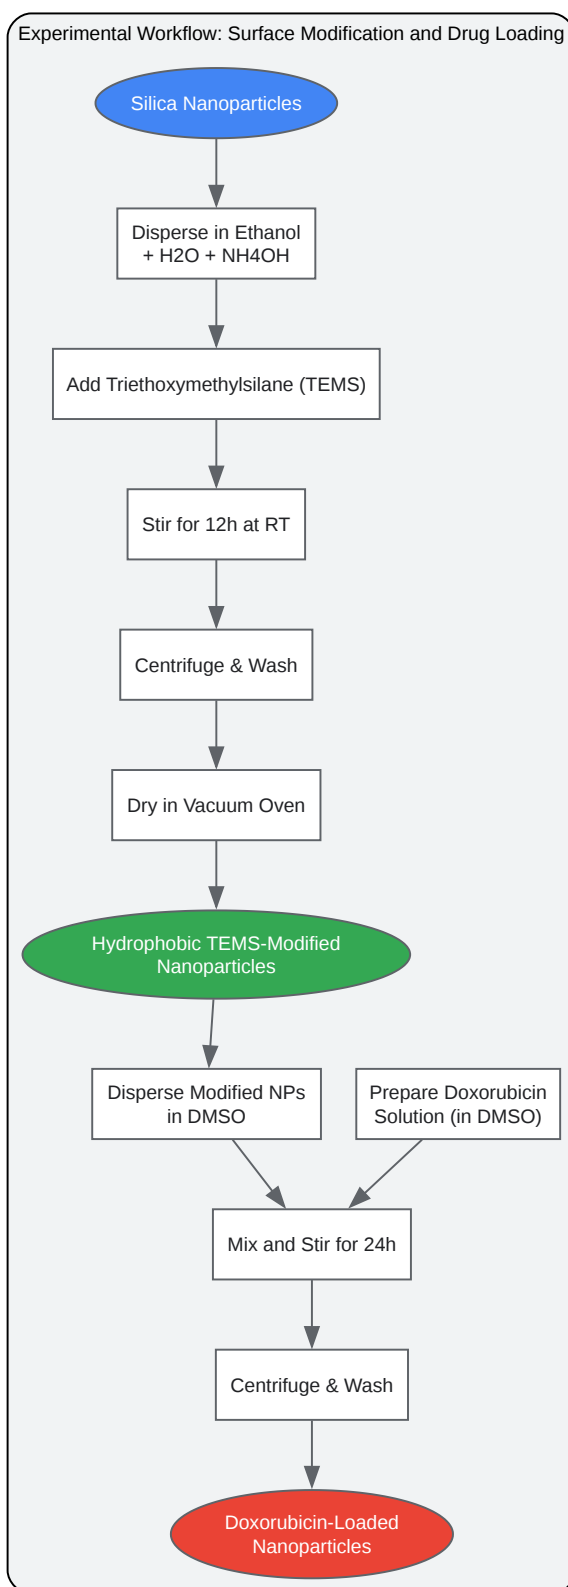 Experimental Workflow: Surface Modification and Drug Loading
Silica Nanoparticles
Disperse in Ethanol
+ H2O + NH4OH
Add Triethoxymethylsilane (TEMS)
Stir for 12h at RT
Centrifuge & Wash
Dry in Vacuum Oven
Hydrophobic TEMS-Modified
Nanoparticles
Disperse Modified NPs
in DMSO
Prepare Doxorubicin
Solution (in DMSO)
Mix and Stir for 24h
Centrifuge & Wash
Doxorubicin-Loaded
Nanoparticles